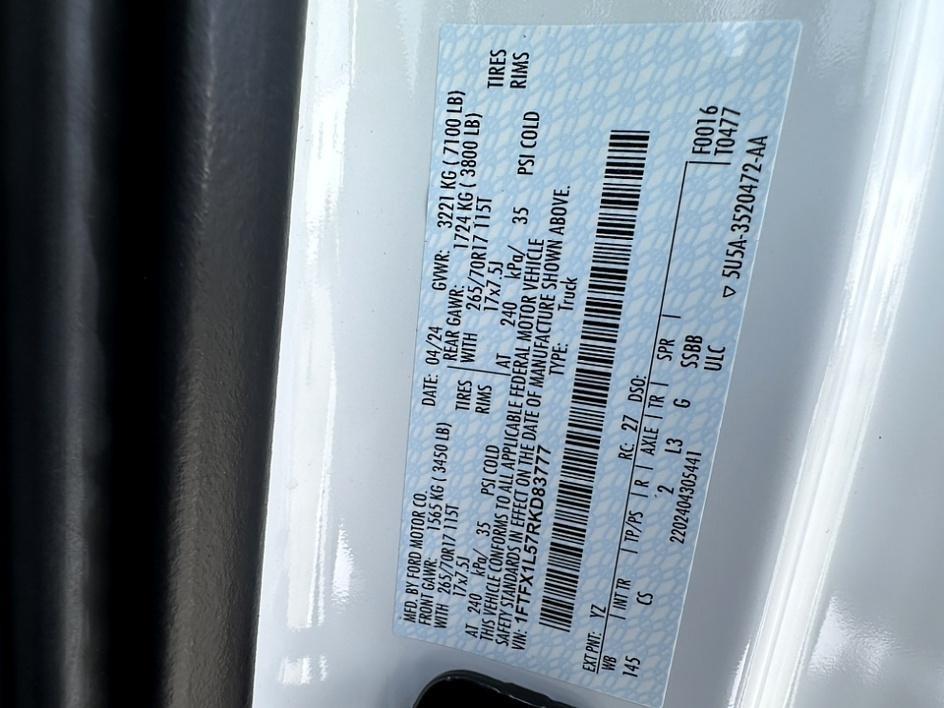 MFD. BY FORD MOTOR CO.
DATE: 04/24 GVWR: 3221 KG ( 7100 LB)
FRONT GAWR: 1565 KG ( 3450 LB) REAR GAWR: 1724 KG ( 3800 LB)
WITH 265/70R17 115T TIRES WITH 265/70R17 115T TIRES
17x7.5J RIMS 17x7.5J RIMS
AT 240 kPa/ 35 PSI COLD AT 240 kPa/ 35 PSI COLD
THIS VEHICLE CONFORMS TO ALL APPLICABLE FEDERAL MOTOR VEHICLE
SAFETY STANDARDS IN EFFECT ON THE DATE OF MANUFACTURE SHOWN ABOVE.
VIN: 1FTFX1L57RKD83777 TYPE: Truck
EXT PNT: YZ RC: 27 DSO: F0016
WB | INT TR | TP/PS | R | AXLE | TR | SPR | T0477
145 CS 2 L3 G SSBB
2202404305441 ULC
▽ 5U5A-3520472-AA